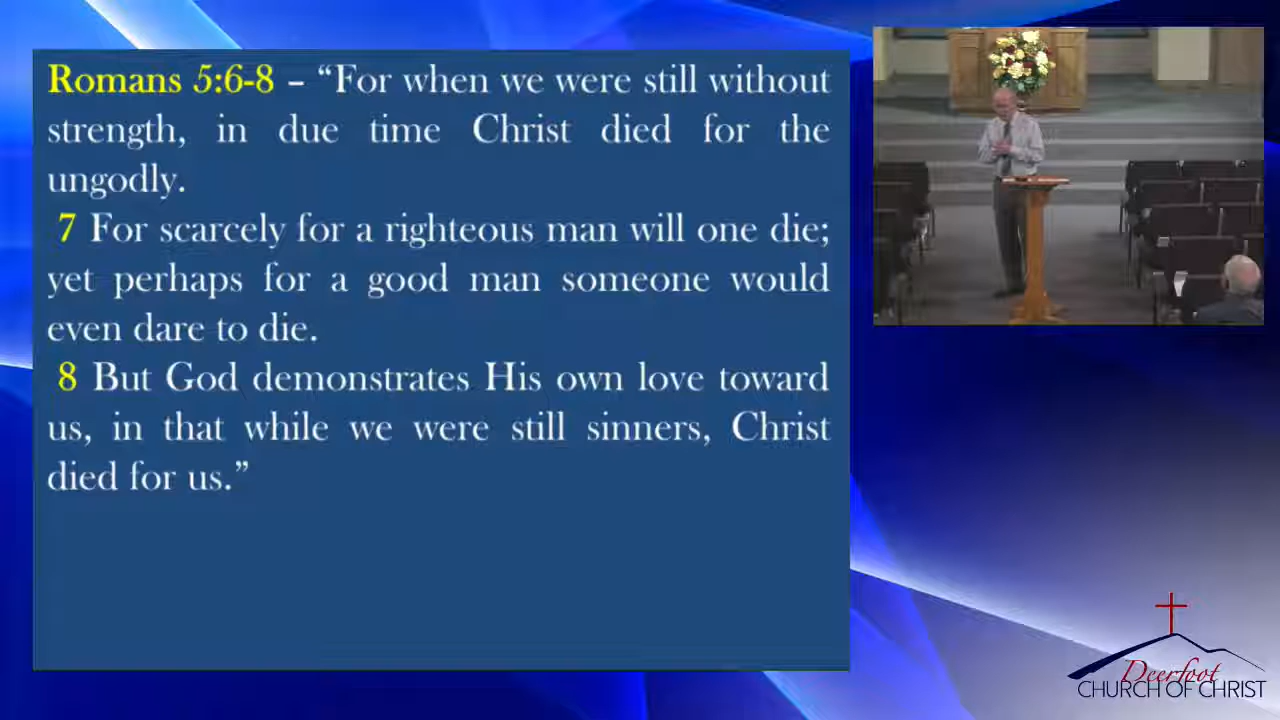 Romans 5:6-8 – “For when we were still without
strength, in due time Christ died for the
ungodly.
7 For scarcely for a righteous man will one die;
yet perhaps for a good man someone would
even dare to die.
8 But God demonstrates His own love toward
us, in that while we were still sinners, Christ
died for us.”
Deerfoot
CHURCH OF CHRIST